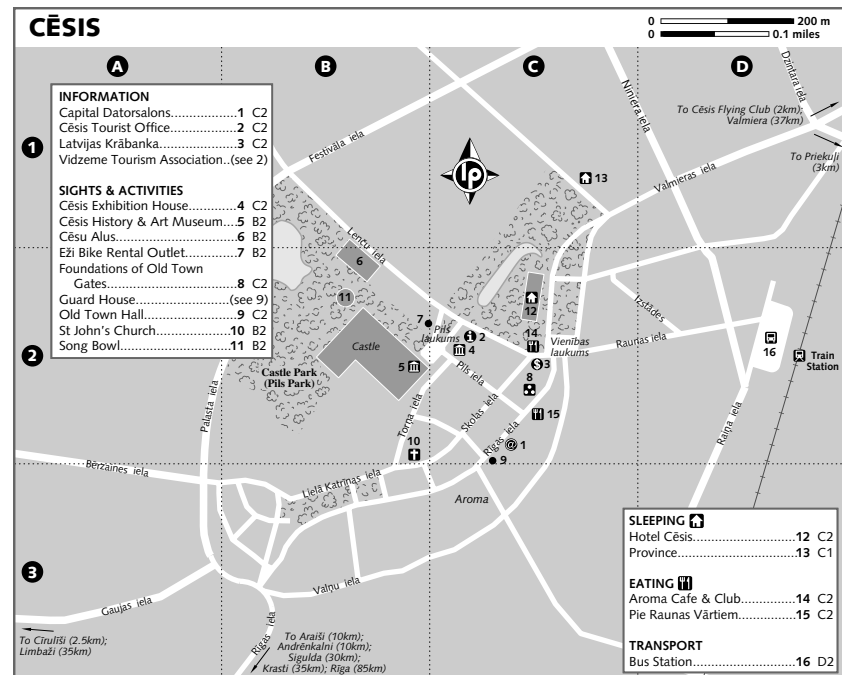 CĒSIS
0 200 m
0 0.1 miles
A B C D
1
2
3
INFORMATION
Capital Datorsalons.................1 C2
Cēsis Tourist Office.................2 C2
Latvijas Krābanka...................3 C2
Vidzeme Tourism Association..(see 2)
SIGHTS & ACTIVITIES
Cēsis Exhibition House............4 C2
Cēsis History & Art Museum....5 B2
Cēsu Alus..............................6 B2
Eži Bike Rental Outlet..............7 B2
Foundations of Old Town
Gates................................8 C2
Guard House....................(see 9)
Old Town Hall........................9 C2
St John's Church...................10 B2
Song Bowl............................11 B2
Festivāla iela
lp
Niniera iela
Dzintara iela
To Cēsis Flying Club (2km);
Valmiera (37km)
To Priekuļi
(3km)
13
Valmieras iela
Lenču iela
6
11
7
Pils
laukums
2
4
12
14
3
8
15
1
9
Vienības
laukums
Izstādes
Raunas iela
16
Train
Station
Castle
5
Castle Park
(Pils Park)
Pils iela
Skolas iela
Rīgas iela
Torņa iela
10
Palasta iela
Raiņa iela
Bērzaines iela
Lielā Katrīnas iela
Aroma
Vaļņu iela
Gaujas iela
Rīgas iela
To Cīrulīši (2.5km);
Limbaži (35km)
To Araiši (10km);
Andrēnkalni (10km);
Sigulda (30km);
Krasti (35km); Rīga (85km)
SLEEPING
Hotel Cēsis............................12 C2
Province................................13 C1
EATING
Aroma Cafe & Club................14 C2
Pie Raunas Vārtiem................15 C2
TRANSPORT
Bus Station............................16 D2